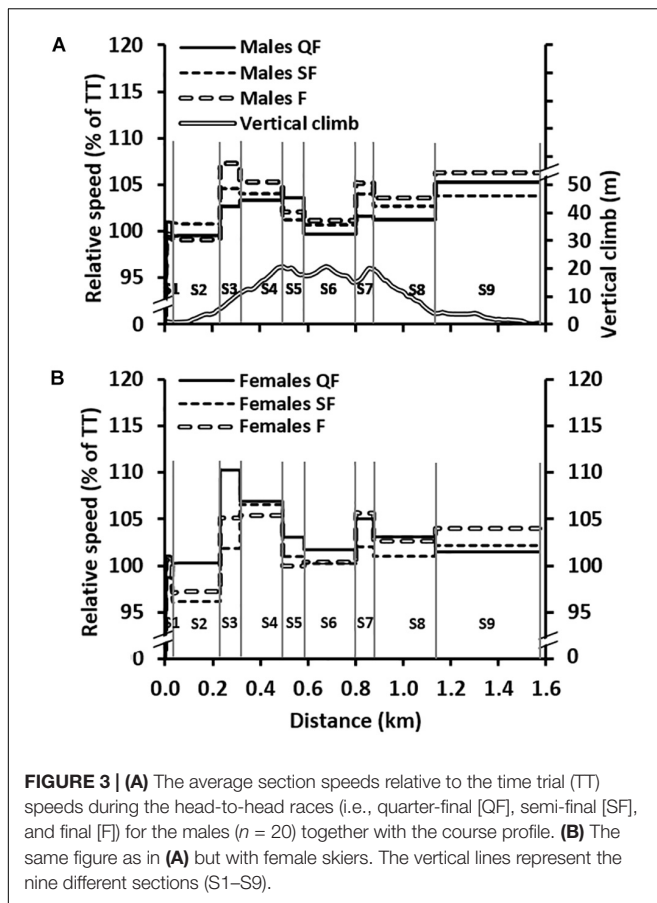 A
Relative speed (% of TT)
120
115
110
105
100
95
0
Males QF
Males SF
Males F
Vertical climb
S1 S2 S3 S4 S5 S6 S7 S8 S9
50
40
30
20
10
0
Vertical climb (m)
B
Relative speed (% of TT)
120
115
110
105
100
95
0
Females QF
Females SF
Females F
S1 S2 S3 S4 S5 S6 S7 S8 S9
120
115
110
105
100
95
0
0.0 0.2 0.4 0.6 0.8 1.0 1.2 1.4 1.6
Distance (km)
FIGURE 3 | (A) The average section speeds relative to the time trial (TT)
speeds during the head-to-head races (i.e., quarter-final [QF], semi-final [SF],
and final [F]) for the males (n = 20) together with the course profile. (B) The
same figure as in (A) but with female skiers. The vertical lines represent the
nine different sections (S1–S9).